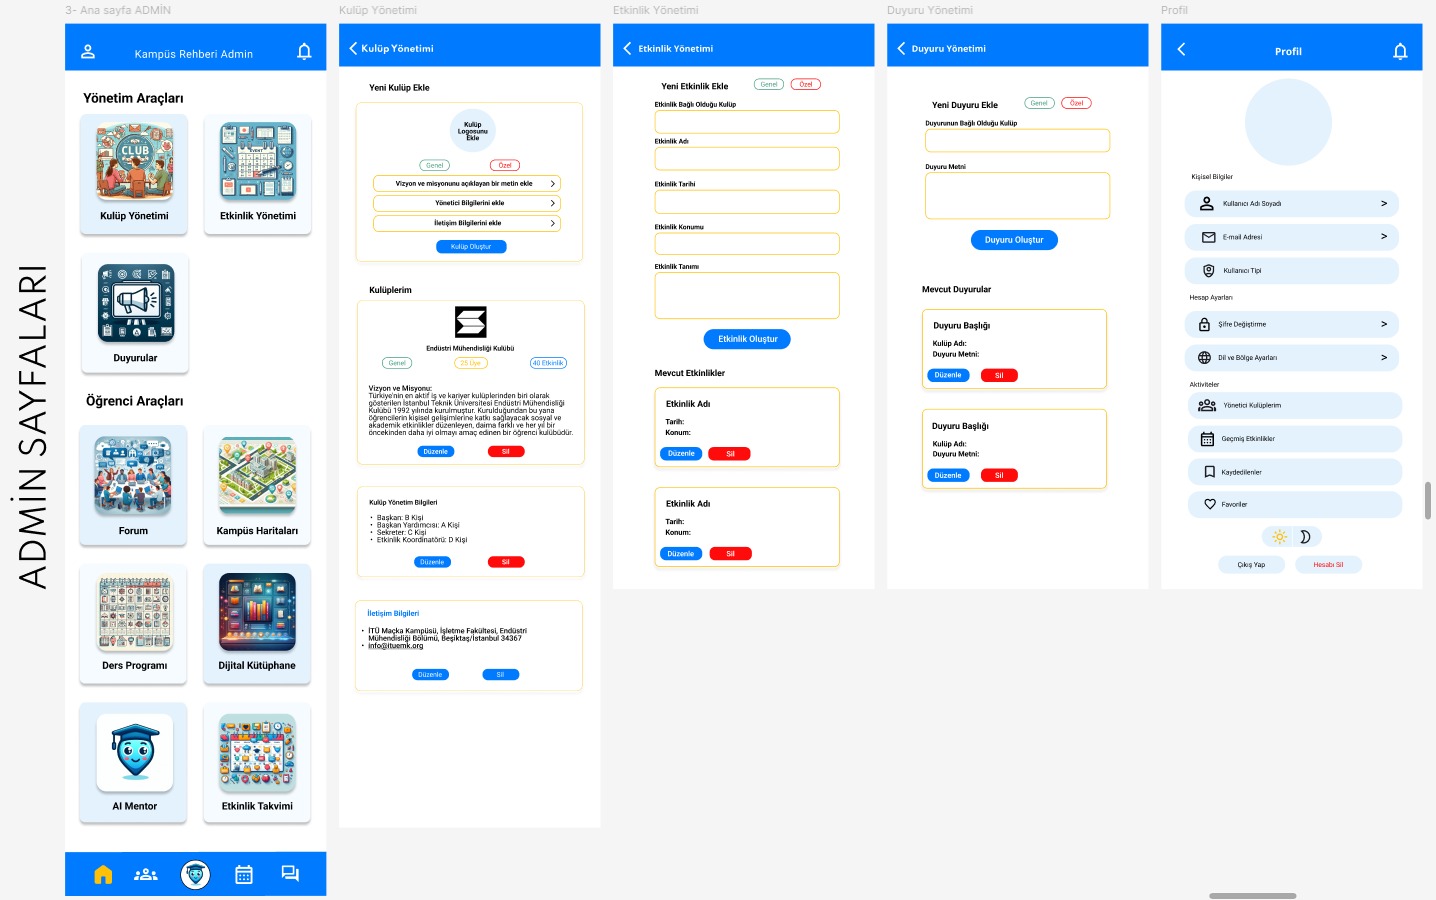 ADMİN SAYFALARI
3- Ana sayfa ADMİN
Kampüs Rehberi Admin
Yönetim Araçları
CLUB
Kulüp Yönetimi
EVENT
Etkinlik Yönetimi
Duyurular
Öğrenci Araçları
Forum
Kampüs Haritaları
Ders Programı
Dijital Kütüphane
AI Mentor
Etkinlik Takvimi
Kulüp Yönetimi
Kulüp Yönetimi
Yeni Kulüp Ekle
Kulüp
Logosunu
Ekle
Genel
Özel
Vizyon ve misyonunu açıklayan bir metin ekle
Yönetici Bilgilerini ekle
İletişim Bilgilerini ekle
Kulüp Oluştur
Kulüplerim
Endüstri Mühendisliği Kulübü
Genel
25 Üye
40 Etkinlik
Vizyon ve Misyonu:
Türkiye'nin en aktif iş ve kariyer kulüplerinden biri olarak
gösterilen İstanbul Teknik Üniversitesi Endüstri Mühendisliği
Kulübü 1992 yılında kurulmuştur. Kurulduğundan bu yana
öğrencilerin kişisel gelişimlerine katkı sağlayacak sosyal ve
akademik etkinlikler düzenleyen, daima farklı ve her yıl bir
öncekinden daha iyi olmayı amaç edinen bir öğrenci kulübüdür.
Düzenle
Sil
Kulüp Yönetim Bilgileri
• Başkan: B Kişi
• Başkan Yardımcısı: A Kişi
• Sekreter: C Kişi
• Etkinlik Koordinatörü: D Kişi
Düzenle
Sil
İletişim Bilgileri
• İTÜ Maçka Kampüsü, İşletme Fakültesi, Endüstri
Mühendisliği Bölümü, Beşiktaş/İstanbul 34367
• info@ituemk.org
Düzenle
Sil
Etkinlik Yönetimi
Etkinlik Yönetimi
Yeni Etkinlik Ekle
Genel
Özel
Etkinlik Bağlı Olduğu Kulüp
Etkinlik Adı
Etkinlik Tarihi
Etkinlik Konumu
Etkinlik Tanımı
Etkinlik Oluştur
Mevcut Etkinlikler
Etkinlik Adı
Tarih:
Konum:
Düzenle
Sil
Etkinlik Adı
Tarih:
Konum:
Düzenle
Sil
Duyuru Yönetimi
Duyuru Yönetimi
Yeni Duyuru Ekle
Genel
Özel
Duyurunun Bağlı Olduğu Kulüp
Duyuru Metni
Duyuru Oluştur
Mevcut Duyurular
Duyuru Başlığı
Kulüp Adı:
Duyuru Metni:
Düzenle
Sil
Duyuru Başlığı
Kulüp Adı:
Duyuru Metni:
Düzenle
Sil
Profil
Profil
Kişisel Bilgiler
Kullanıcı Adı Soyadı >
E-mail Adresi >
Kullanıcı Tipi
Hesap Ayarları
Şifre Değiştirme >
Dil ve Bölge Ayarları >
Aktiviteler
Yönetici Kulüplerim
Geçmiş Etkinlikler
Kaydedilenler
Favoriler
Çıkış Yap
Hesabı Sil